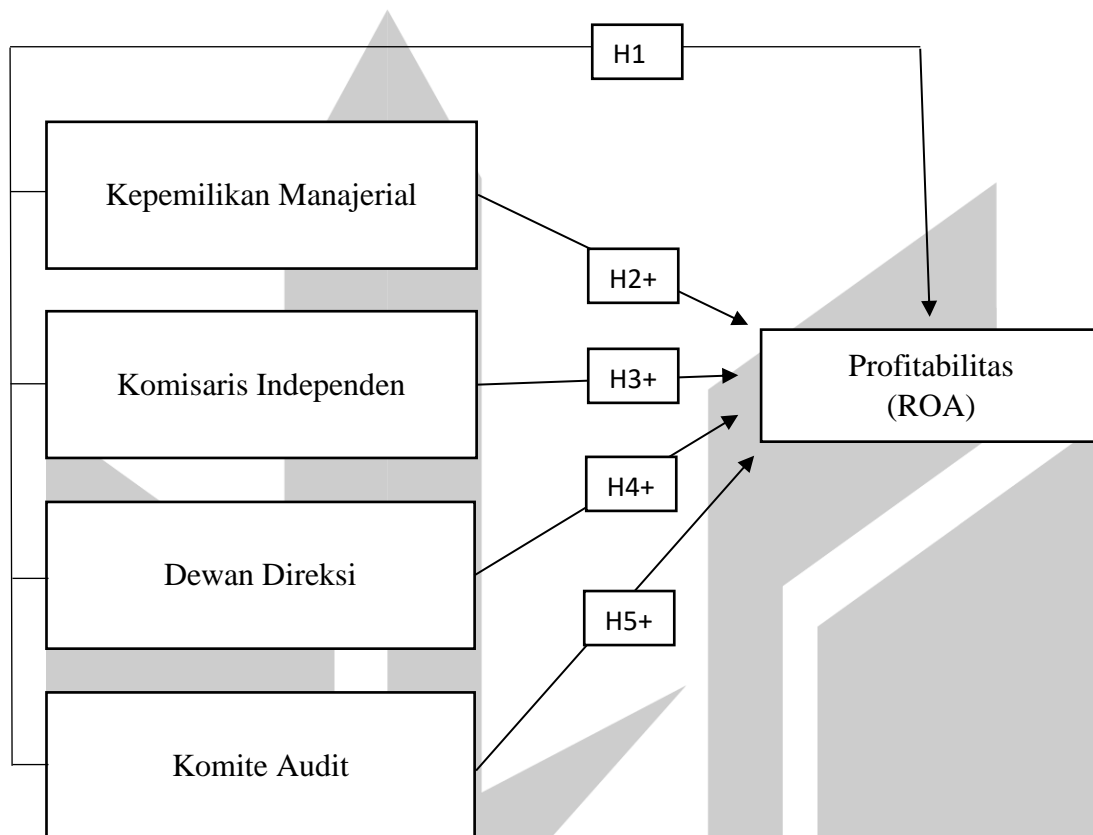 H1
Kepemilikan Manajerial
H2+
Komisaris Independen
H3+
Profitabilitas
(ROA)
H4+
Dewan Direksi
H5+
Komite Audit